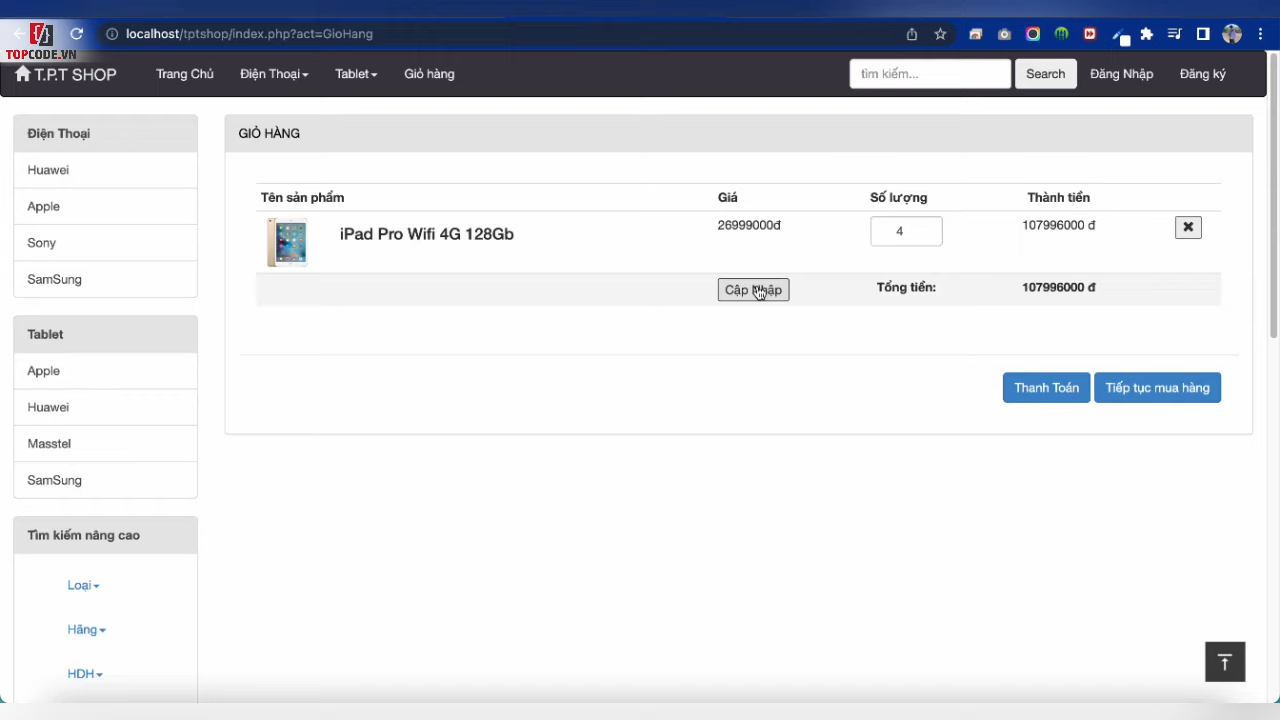 localhost/tptshop/index.php?act=GioHang
TOPCODE.VN
T.P.T SHOP Trang Chủ Điện Thoại Tablet Giỏ hàng tìm kiếm... Search Đăng Nhập Đăng ký
Điện Thoại
Huawei
Apple
Sony
SamSung
Tablet
Apple
Huawei
Masstel
SamSung
Tìm kiếm nâng cao
Loại
Hãng
HDH
GIỎ HÀNG
Tên sản phẩm Giá Số lượng Thành tiền
iPad Pro Wifi 4G 128Gb 26999000đ 4 107996000 đ
Cập Nhập Tổng tiền: 107996000 đ
Thanh Toán Tiếp tục mua hàng